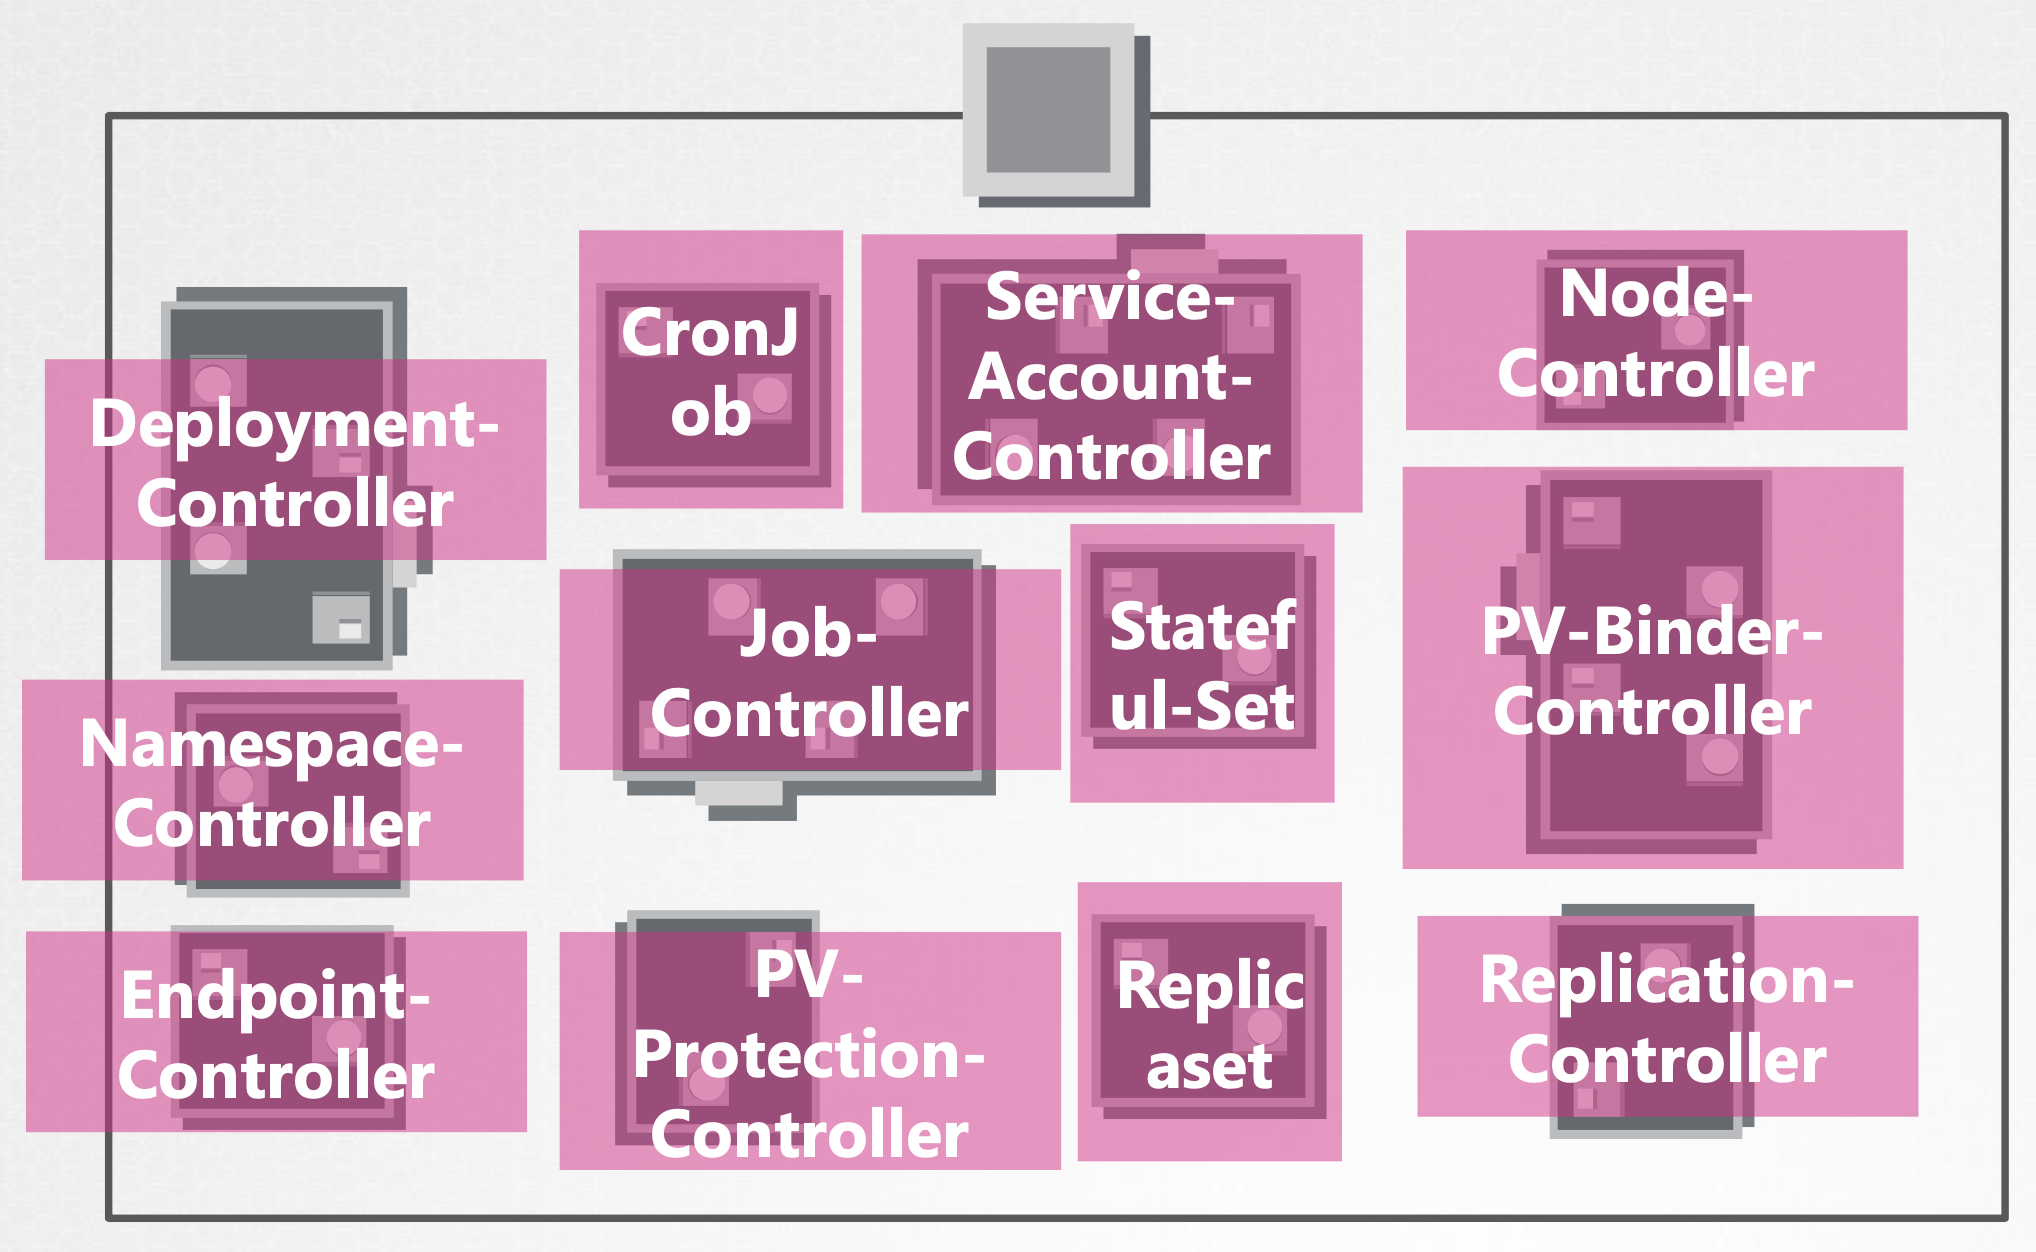 Deployment-
Controller
CronJ
ob
Service-
Account-
Controller
Node-
Controller
Namespace-
Controller
Job-
Controller
Statef
ul-Set
PV-Binder-
Controller
Endpoint-
Controller
PV-
Protection-
Controller
Replic
aset
Replication-
Controller